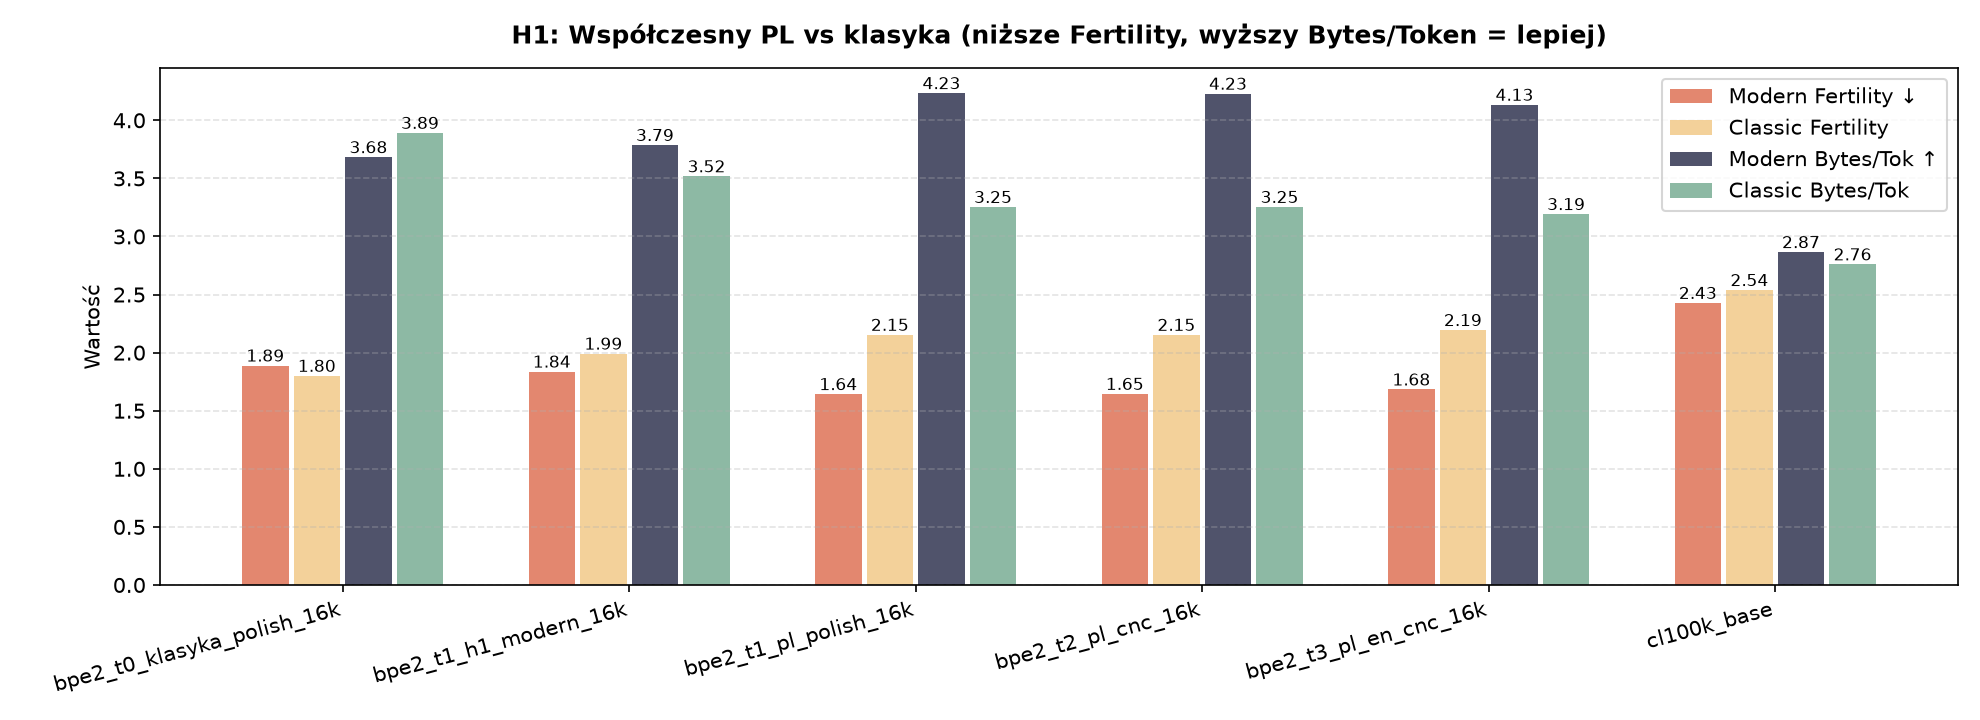 H1: Współczesny PL vs klasyka (niższe Fertility, wyższy Bytes/Token = lepiej)
Wartość
4.0
3.5
3.0
2.5
2.0
1.5
1.0
0.5
0.0
1.89
1.80
3.68
3.89
1.84
1.99
3.79
3.52
1.64
2.15
4.23
3.25
1.65
2.15
4.23
3.25
1.68
2.19
4.13
3.19
2.43
2.54
2.87
2.76
Modern Fertility ↓
Classic Fertility
Modern Bytes/Tok ↑
Classic Bytes/Tok
bpe2_t0_klasyka_polish_16k
bpe2_t1_h1_modern_16k
bpe2_t1_pl_polish_16k
bpe2_t2_pl_cnc_16k
bpe2_t3_pl_en_cnc_16k
cl100k_base